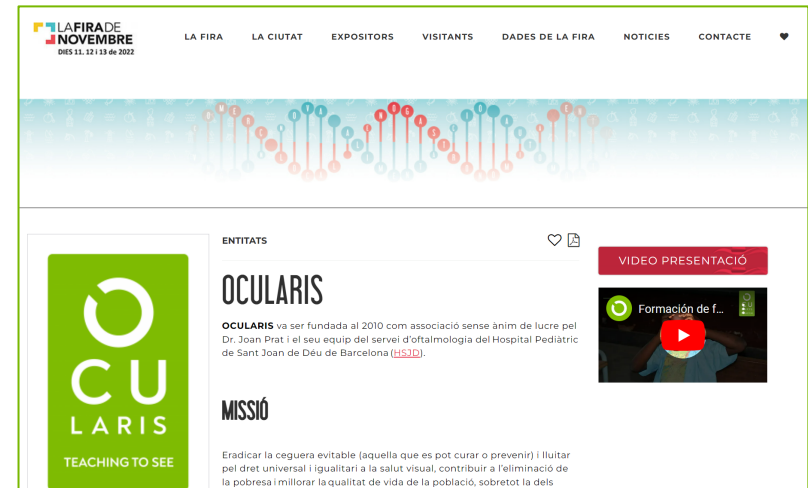 LAFIRADE
NOVEMBRE
DIES 11, 12 i 13 de 2022
LA FIRA LA CIUTAT EXPOSITORS VISITANTS DADES DE LA FIRA NOTICIES CONTACTE
ENTITATS
VIDEO PRESENTACIÓ
OCULARIS
Formación de f...
OCULARIS va ser fundada al 2010 com associació sense ànim de lucre pel
Dr. Joan Prat i el seu equip del servei d'oftalmologia del Hospital Pediàtric
de Sant Joan de Déu de Barcelona (HSJD).
O
CU
LARIS
TEACHING TO SEE
MISSIÓ
Eradicar la ceguera evitable (aquella que es pot curar o prevenir) i lluitar
pel dret universal i igualitari a la salut visual, contribuir a l'eliminació de
la pobresa i millorar la qualitat de vida de la població, sobretot la dels